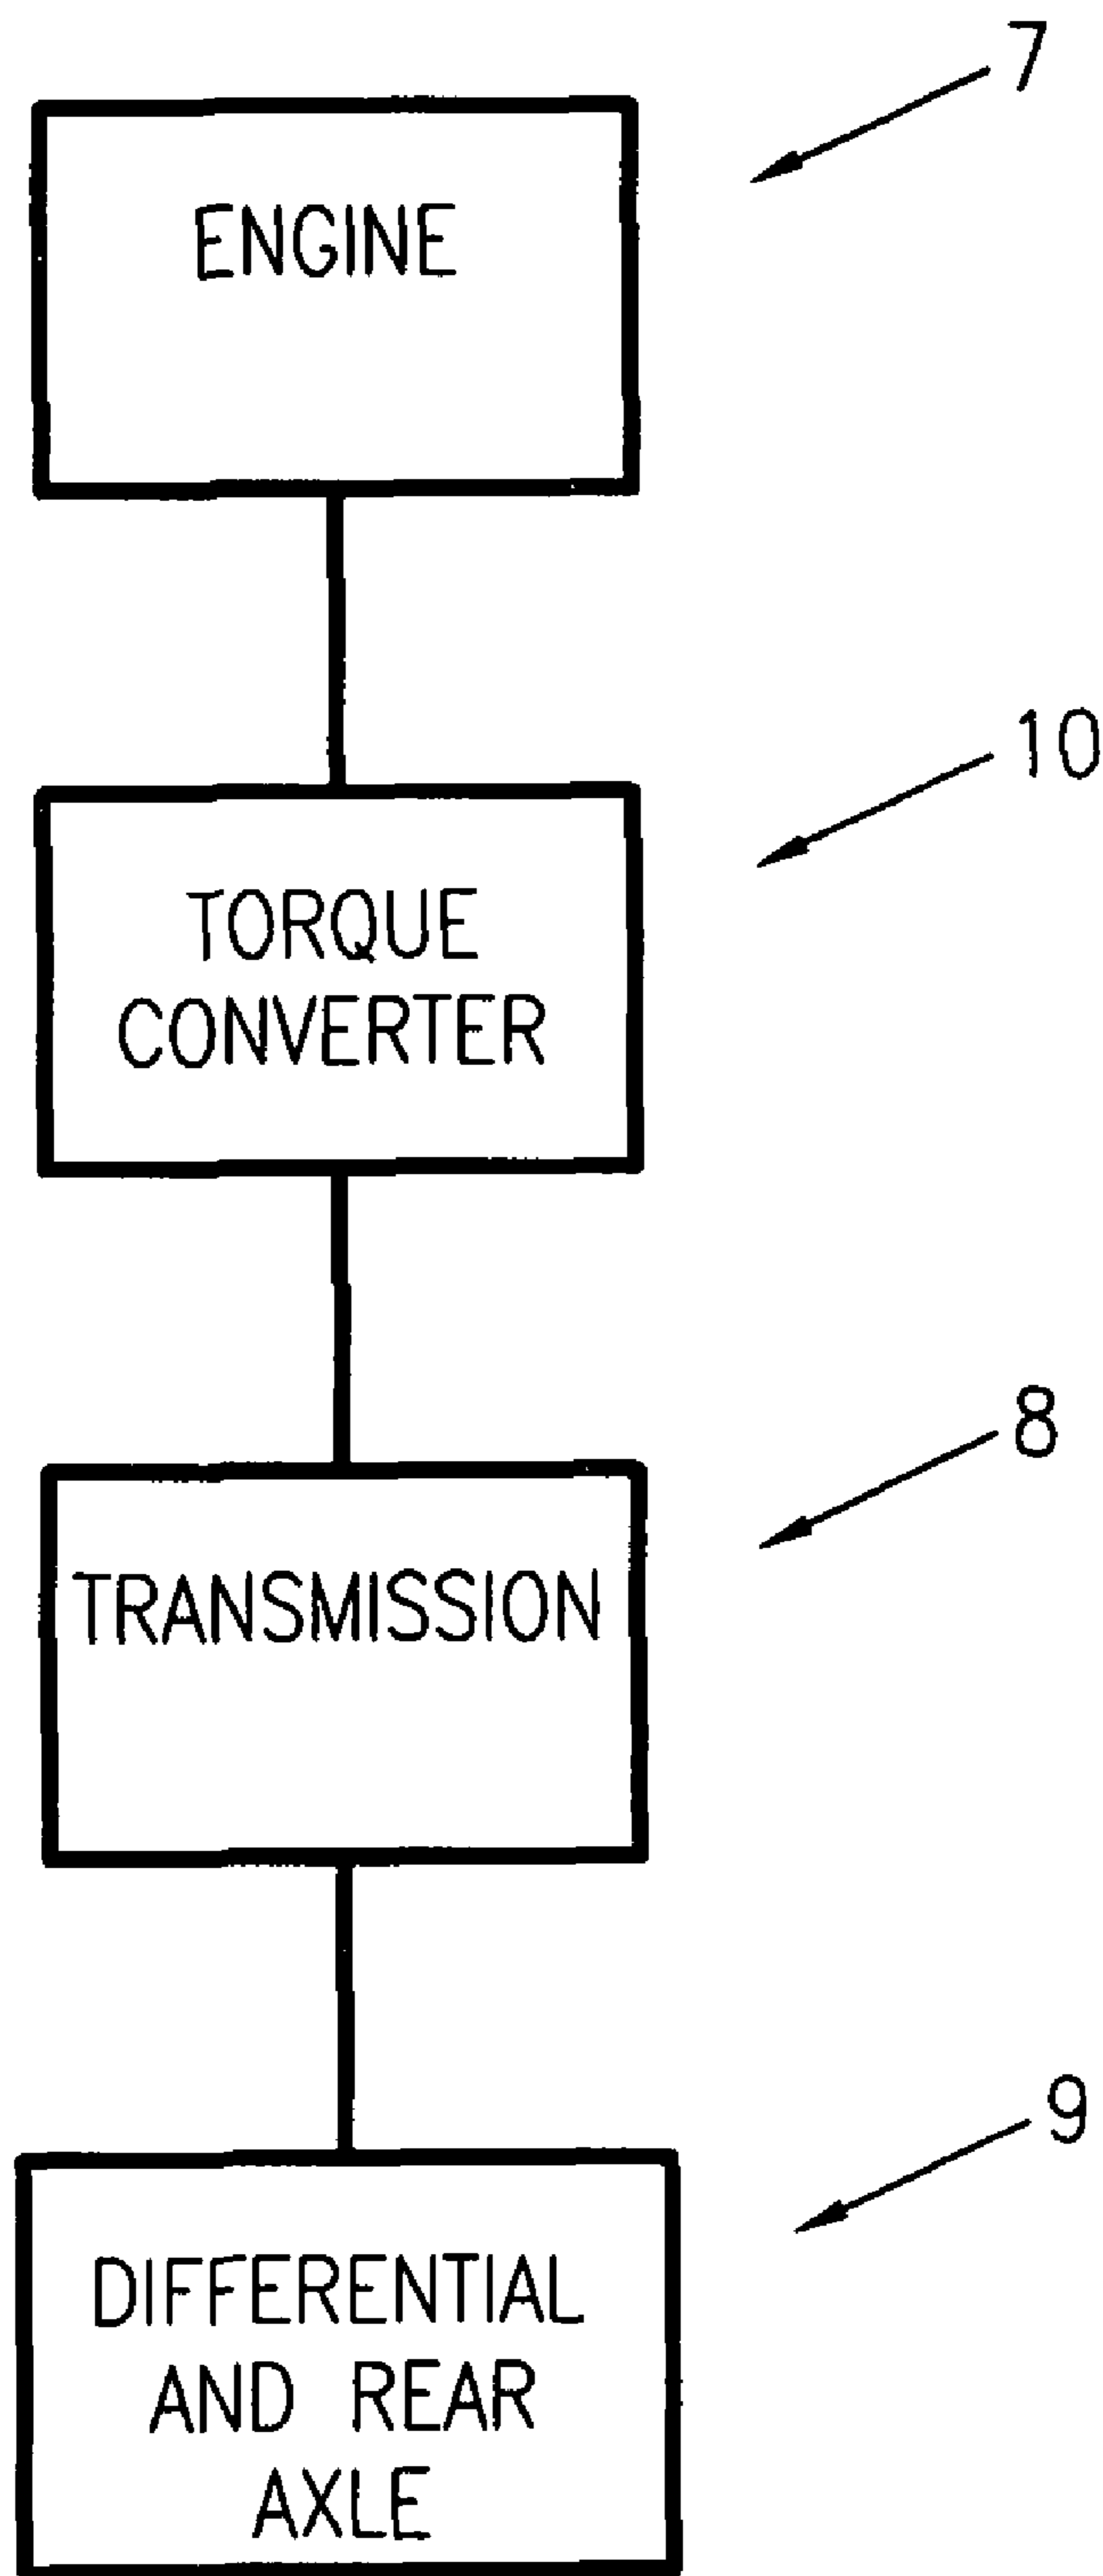 7
ENGINE
10
TORQUE
CONVERTER
8
TRANSMISSION
9
DIFFERENTIAL
AND REAR
AXLE